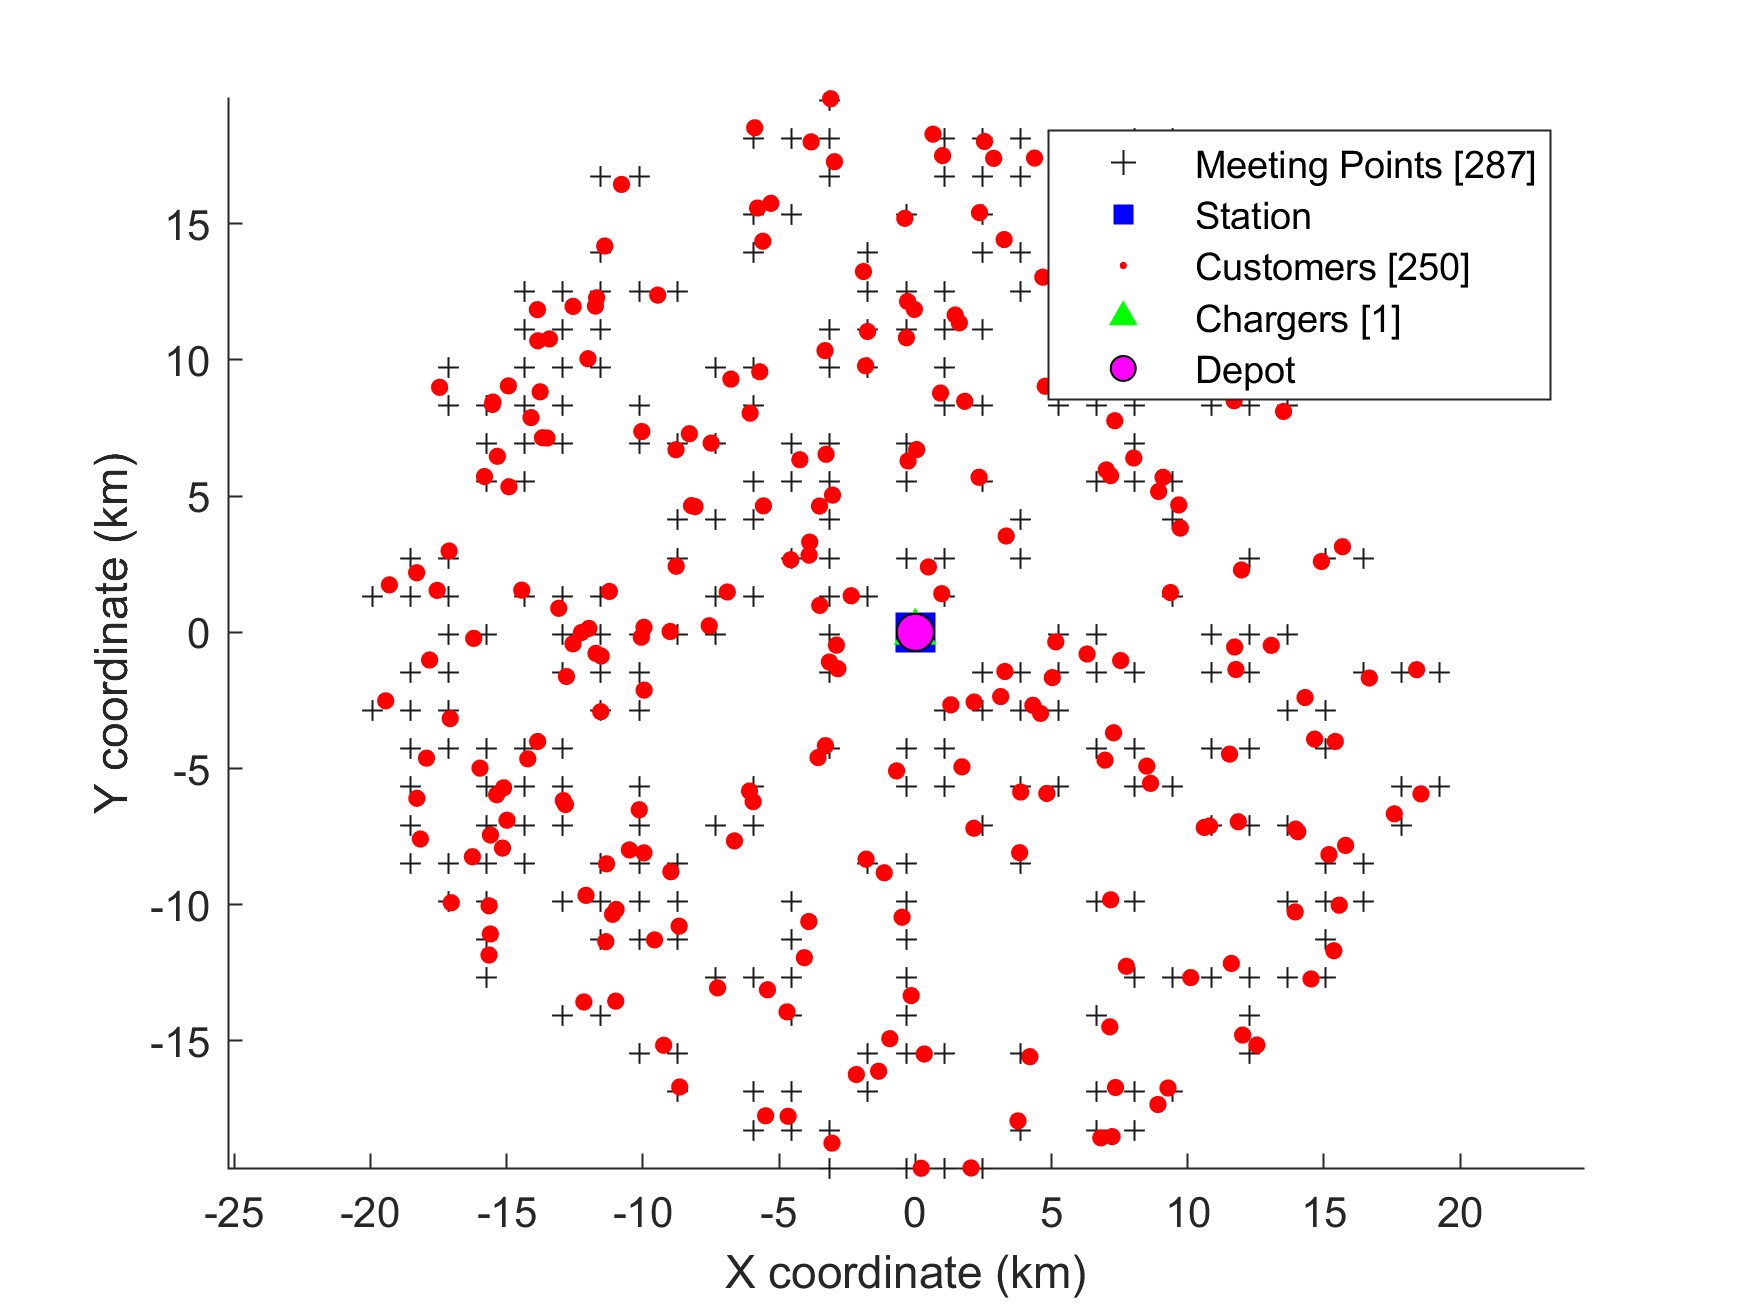 Meeting Points [287]
Station
Customers [250]
Chargers [1]
Depot
15
10
5
0
-5
-10
-15
Y coordinate (km)
-25 -20 -15 -10 -5 0 5 10 15 20
X coordinate (km)